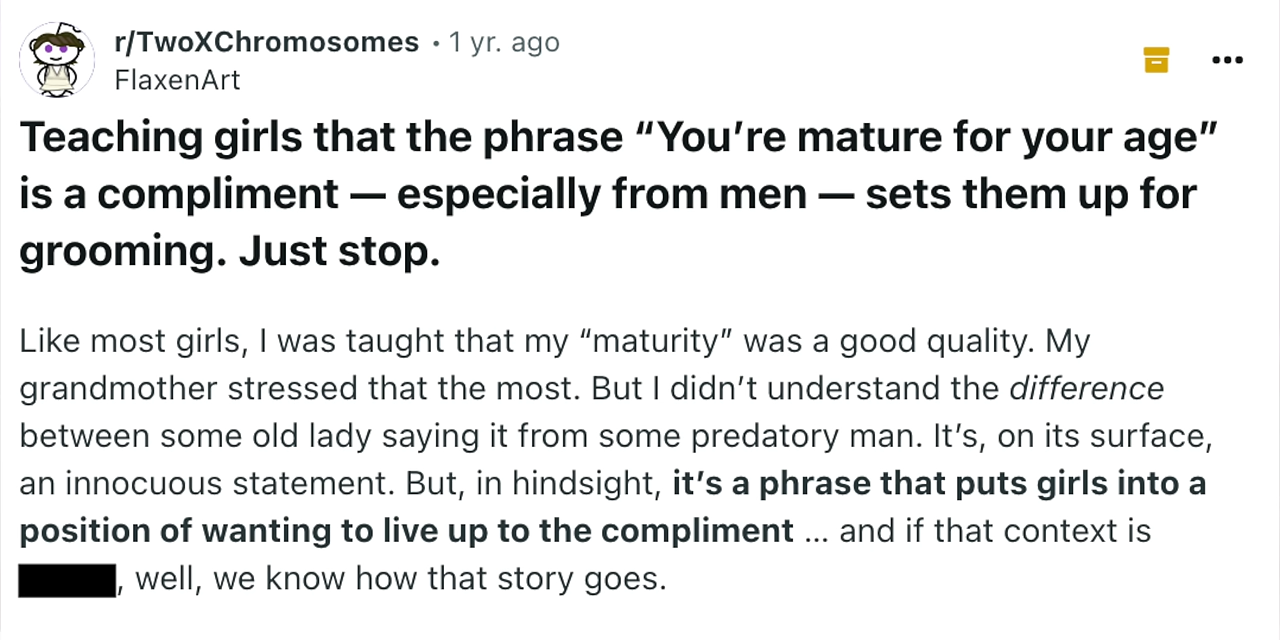 r/TwoXChromosomes • 1 yr. ago
FlaxenArt
Teaching girls that the phrase “You’re mature for your age”
is a compliment — especially from men — sets them up for
grooming. Just stop.
Like most girls, I was taught that my “maturity” was a good quality. My
grandmother stressed that the most. But I didn’t understand the difference
between some old lady saying it from some predatory man. It’s, on its surface,
an innocuous statement. But, in hindsight, it’s a phrase that puts girls into a
position of wanting to live up to the compliment ... and if that context is
, well, we know how that story goes.